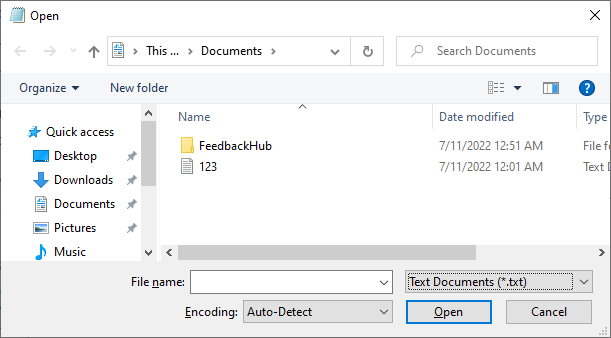 Open
This ... Documents
Search Documents
Organize New folder
Name Date modified Type
Quick access
Desktop
Downloads
Documents
Pictures
Music
FeedbackHub 7/11/2022 12:51 AM File fo
123 7/11/2022 12:01 AM Text D
File name: Text Documents (*.txt)
Encoding: Auto-Detect Open Cancel